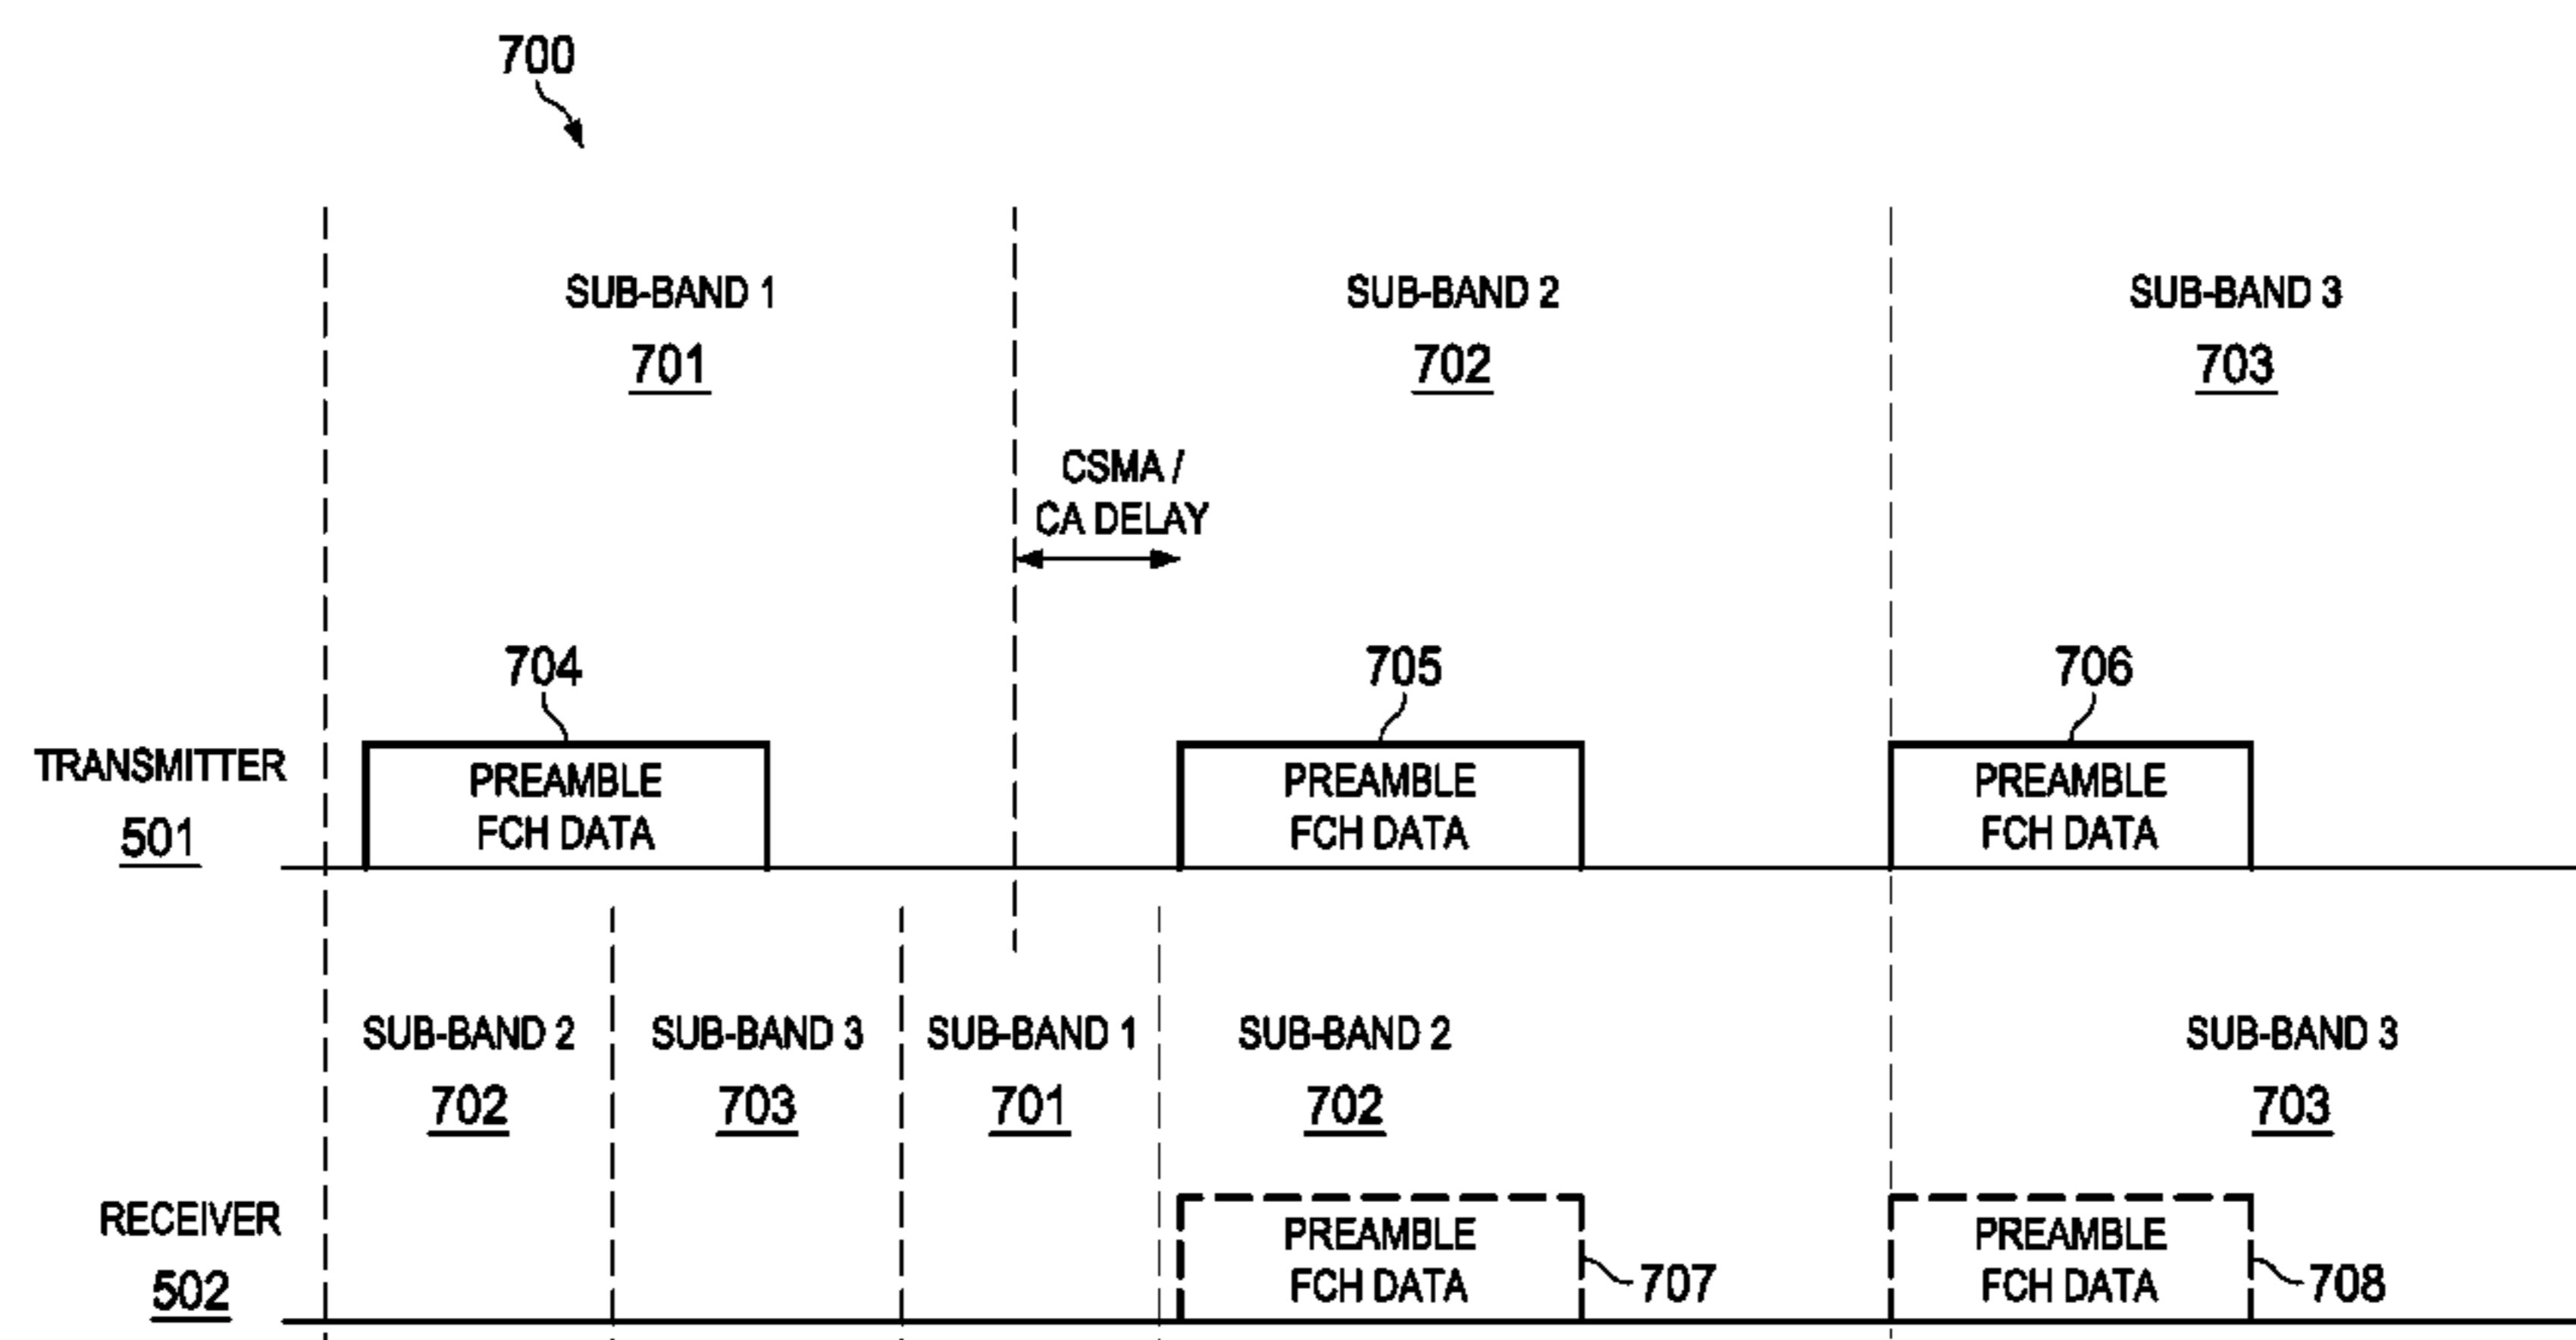 700
SUB-BAND 1
701
SUB-BAND 2
702
SUB-BAND 3
703
CSMA /
CA DELAY
704
705
706
TRANSMITTER
501
PREAMBLE
FCH DATA
PREAMBLE
FCH DATA
PREAMBLE
FCH DATA
SUB-BAND 2
702
SUB-BAND 3
703
SUB-BAND 1
701
SUB-BAND 2
702
SUB-BAND 3
703
RECEIVER
502
PREAMBLE
FCH DATA
707
PREAMBLE
FCH DATA
708